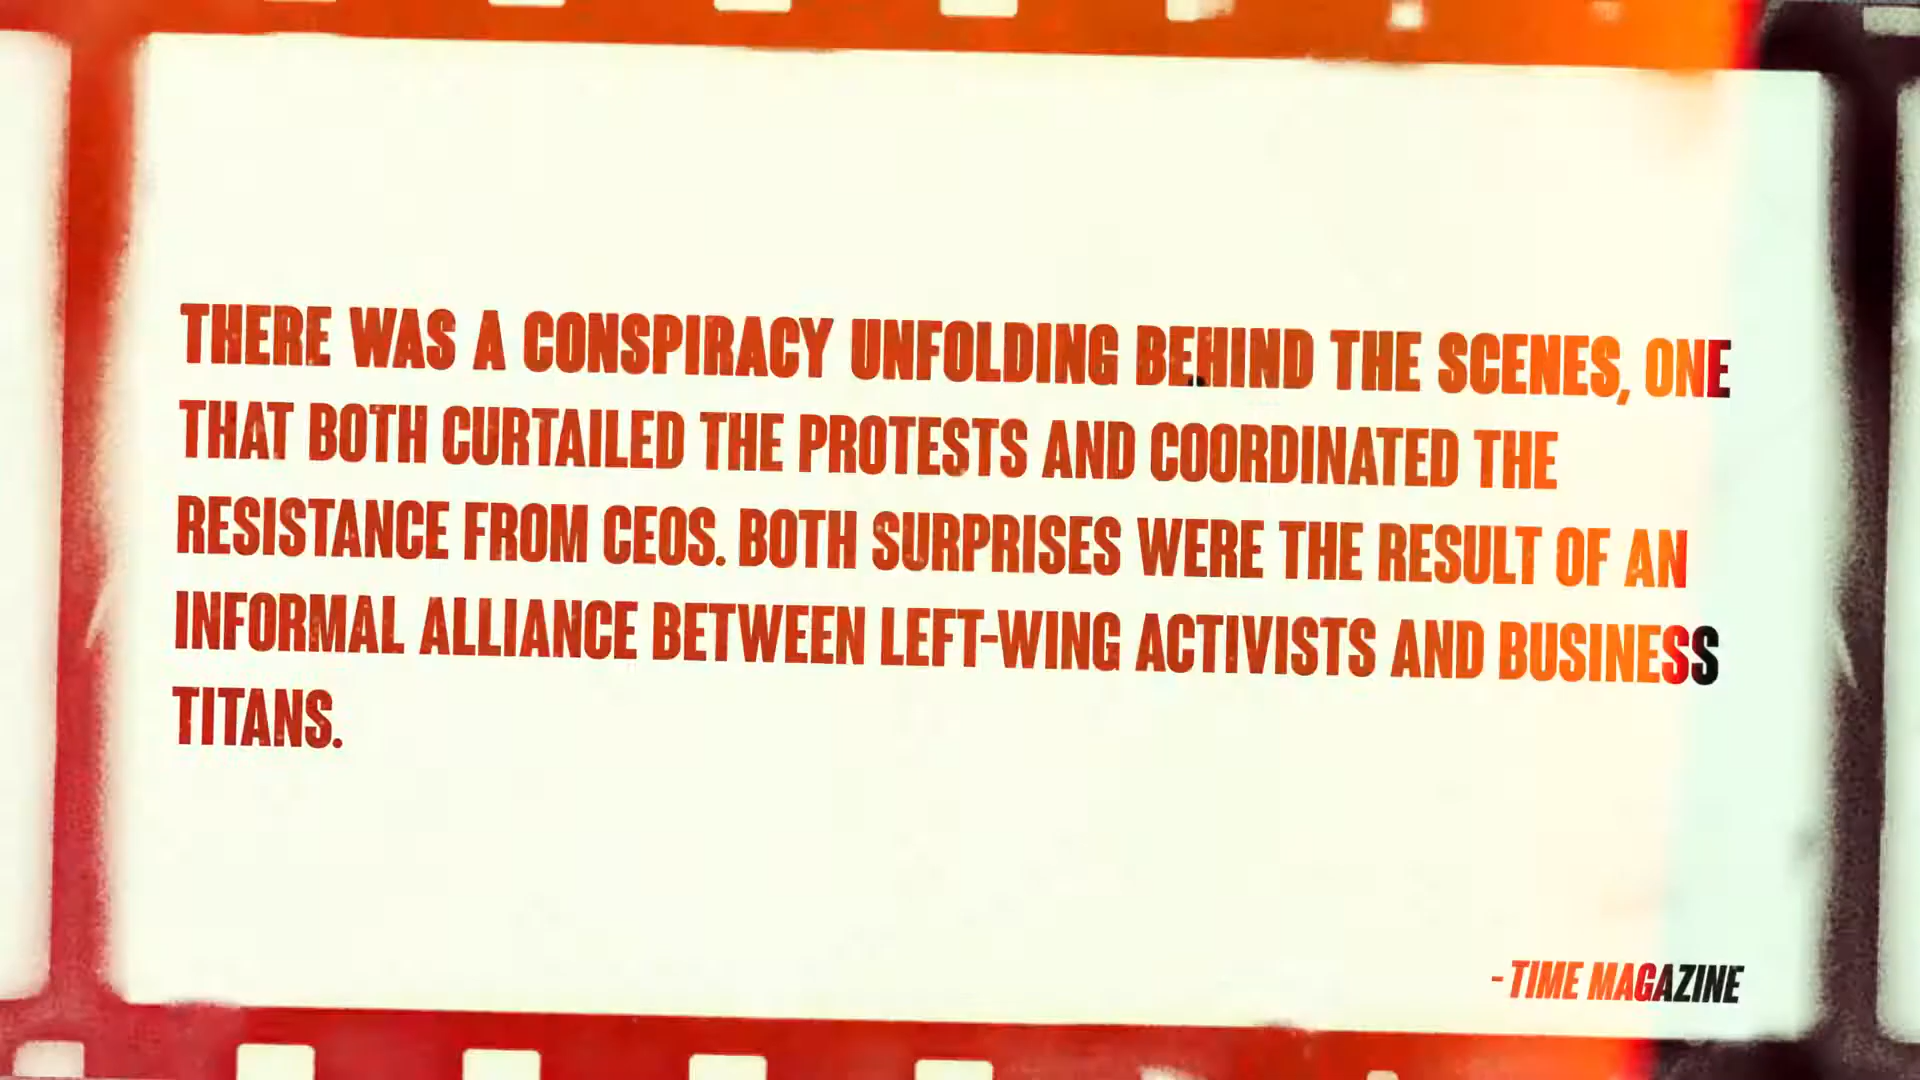 THERE WAS A CONSPIRACY UNFOLDING BEHIND THE SCENES, ONE
THAT BOTH CURTAILED THE PROTESTS AND COORDINATED THE
RESISTANCE FROM CEOS. BOTH SURPRISES WERE THE RESULT OF AN
INFORMAL ALLIANCE BETWEEN LEFT-WING ACTIVISTS AND BUSINESS
TITANS.
- TIME MAGAZINE